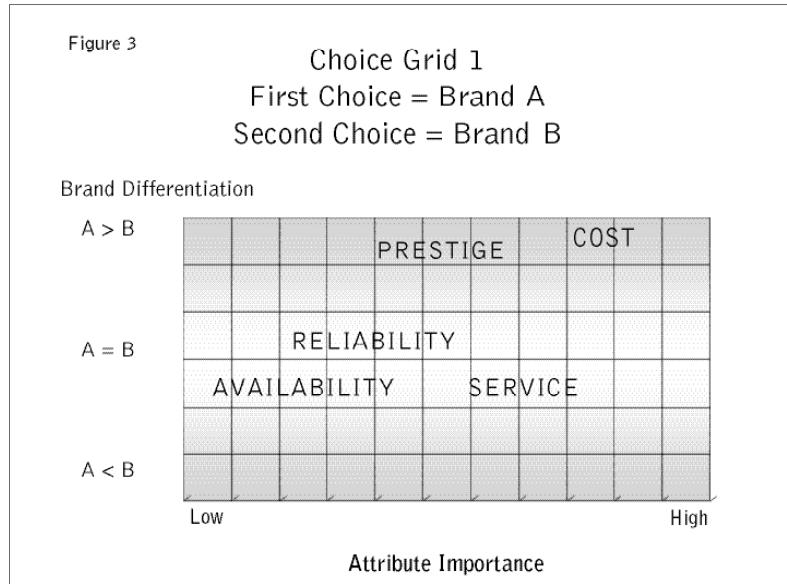 Figure 3
Choice Grid 1
First Choice = Brand A
Second Choice = Brand B
Brand Differentiation
A > B
PRESTIGE
COST
A = B
RELIABILITY
AVAILABILITY
SERVICE
A < B
Low
High
Attribute Importance